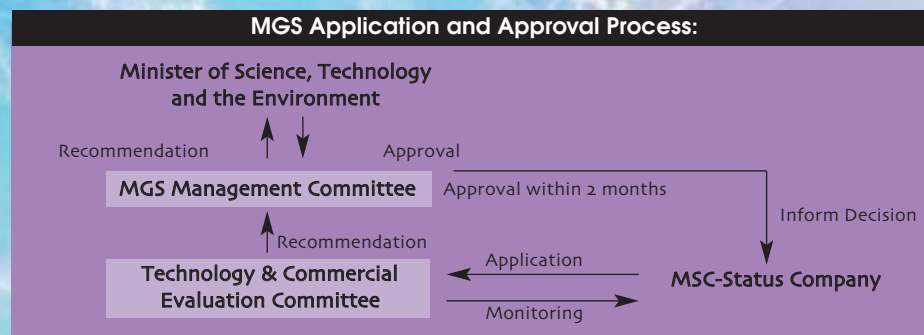 MGS Application and Approval Process:
Minister of Science, Technology
and the Environment
Recommendation
Approval
MGS Management Committee
Approval within 2 months
Inform Decision
Recommendation
Technology & Commercial
Evaluation Committee
Application
MSC-Status Company
Monitoring